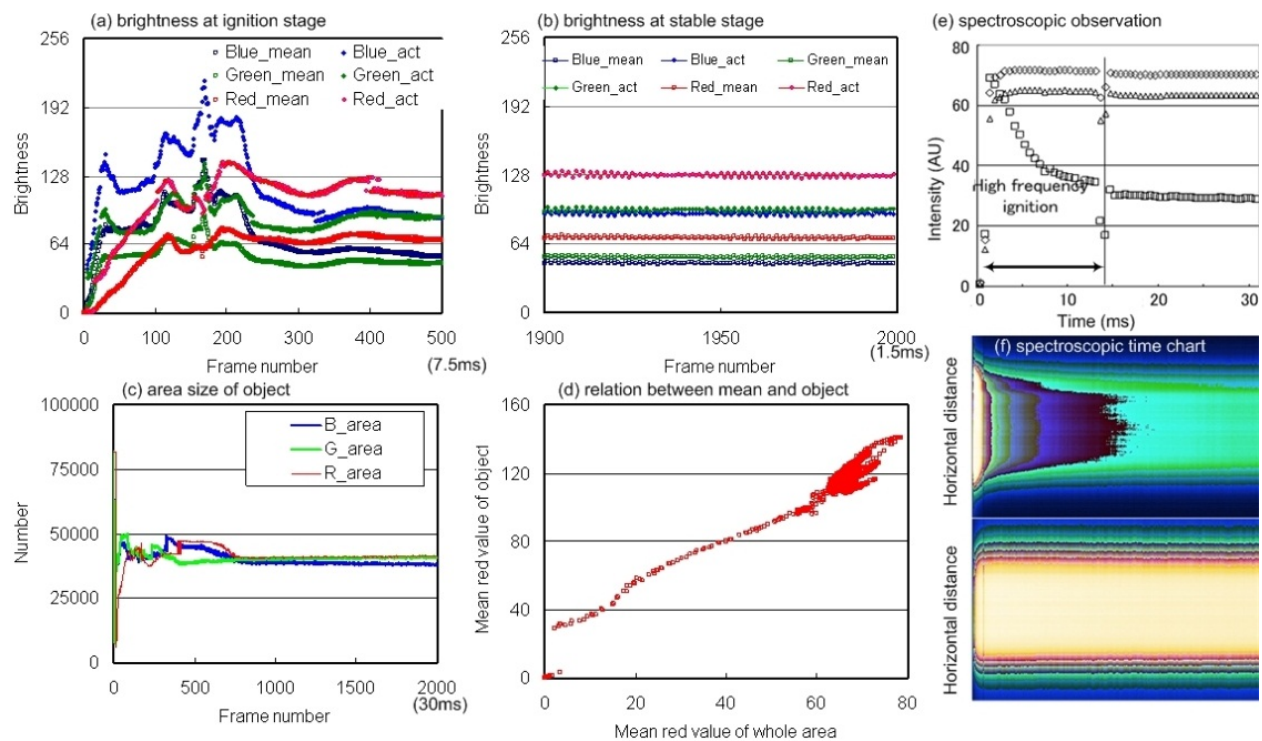 (a) brightness at ignition stage
256
192
128
64
0
Brightness
Blue_mean Blue_act
Green_mean Green_act
Red_mean Red_act
0 100 200 300 400 500
Frame number
(7.5ms)
(b) brightness at stable stage
256
192
128
64
0
Brightness
Blue_mean Blue_act Green_mean
Green_act Red_mean Red_act
1900 1950 2000
Frame number
(1.5ms)
(e) spectroscopic observation
80
60
40
20
0
Intensity (AU)
High frequency
ignition
0 10 20 30
Time (ms)
(c) area size of object
100000
75000
50000
25000
0
Number
B_area
G_area
R_area
0 500 1000 1500 2000
Frame number
(30ms)
(d) relation between mean and object
160
120
80
40
0
Mean red value of object
0 20 40 60 80
Mean red value of whole area
(f) spectroscopic time chart
Horizontal distance
Horizontal distance